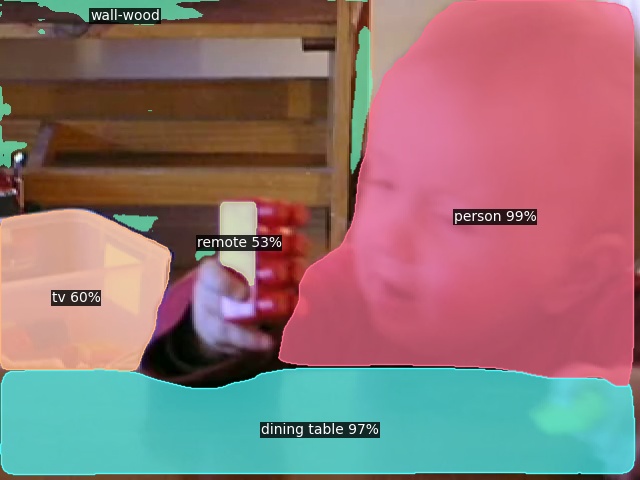 wall-wood
person 99%
remote 53%
tv 60%
dining table 97%